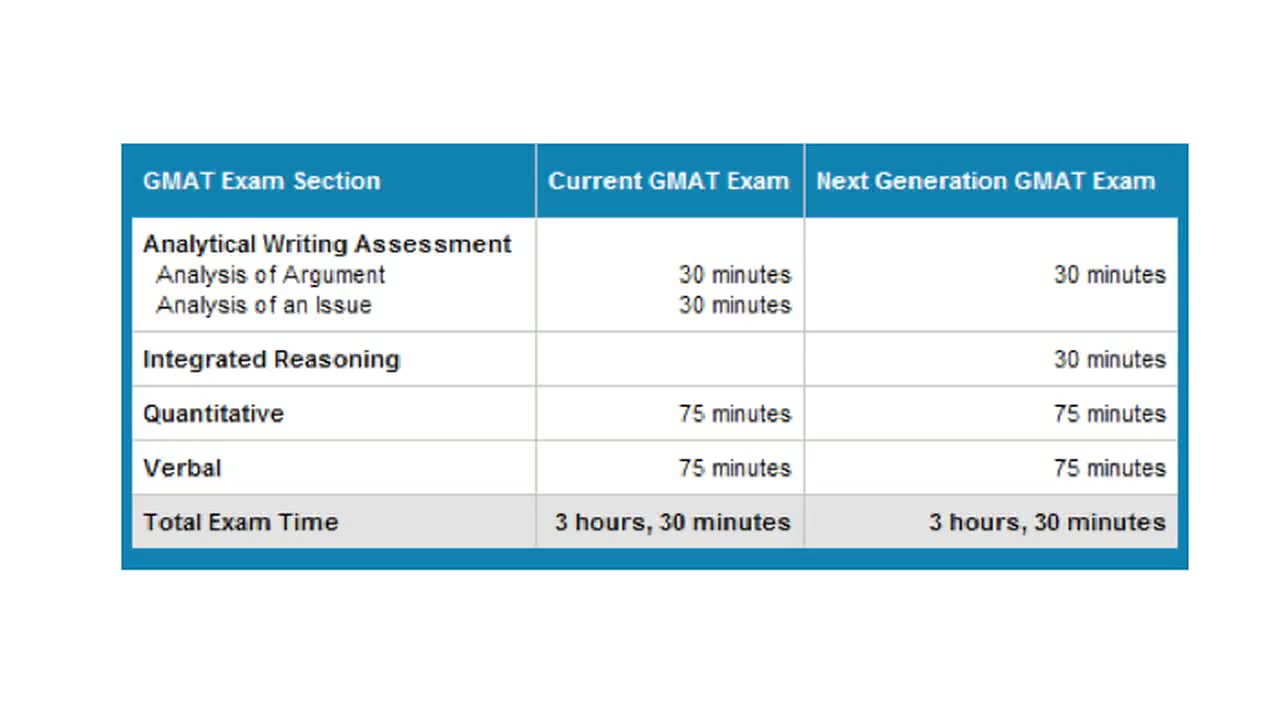 GMAT Exam Section Current GMAT Exam Next Generation GMAT Exam
Analytical Writing Assessment
Analysis of Argument 30 minutes 30 minutes
Analysis of an Issue 30 minutes
Integrated Reasoning 30 minutes
Quantitative 75 minutes 75 minutes
Verbal 75 minutes 75 minutes
Total Exam Time 3 hours, 30 minutes 3 hours, 30 minutes